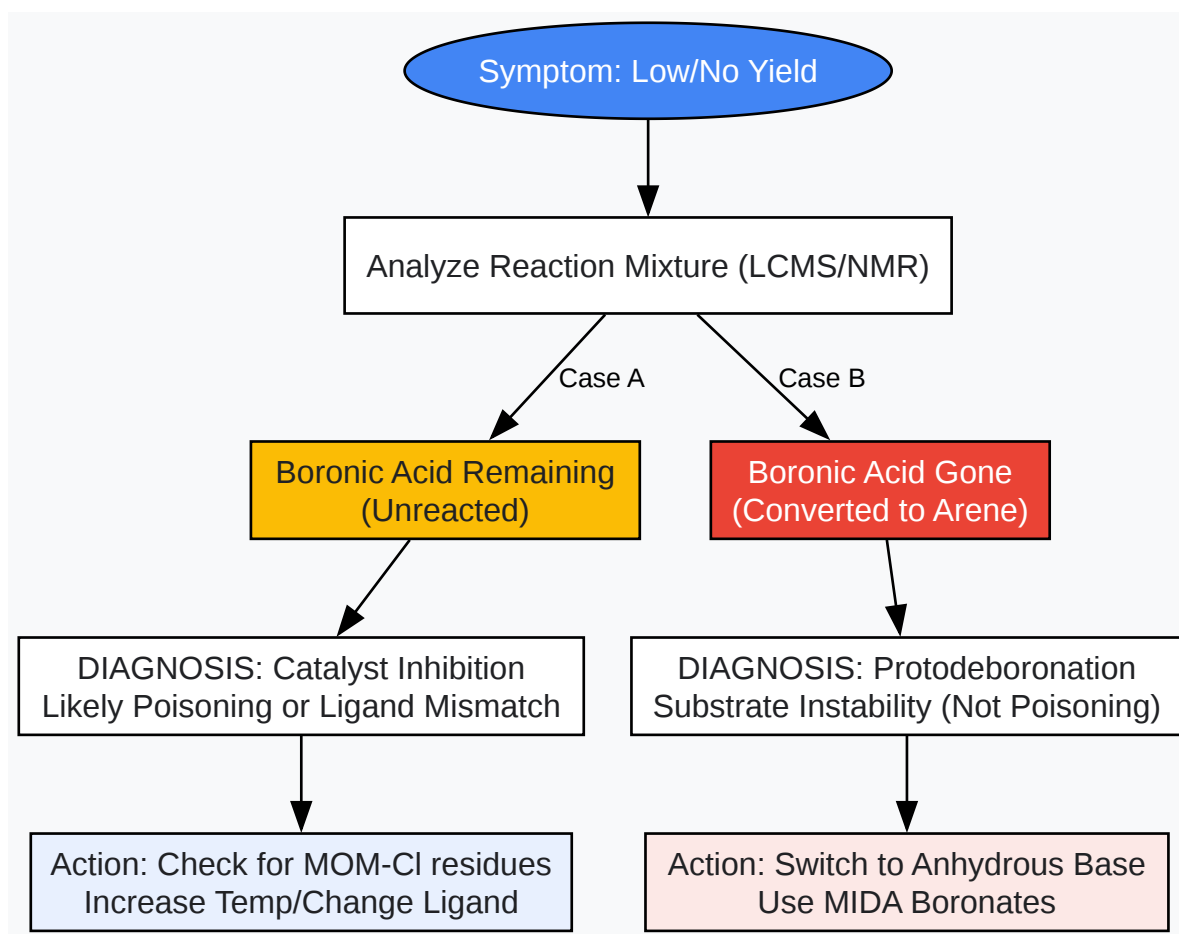 Symptom: Low/No Yield
Analyze Reaction Mixture (LCMS/NMR)
Case A
Case B
Boronic Acid Remaining
(Unreacted)
Boronic Acid Gone
(Converted to Arene)
DIAGNOSIS: Catalyst Inhibition
Likely Poisoning or Ligand Mismatch
DIAGNOSIS: Protodeboronation
Substrate Instability (Not Poisoning)
Action: Check for MOM-Cl residues
Increase Temp/Change Ligand
Action: Switch to Anhydrous Base
Use MIDA Boronates